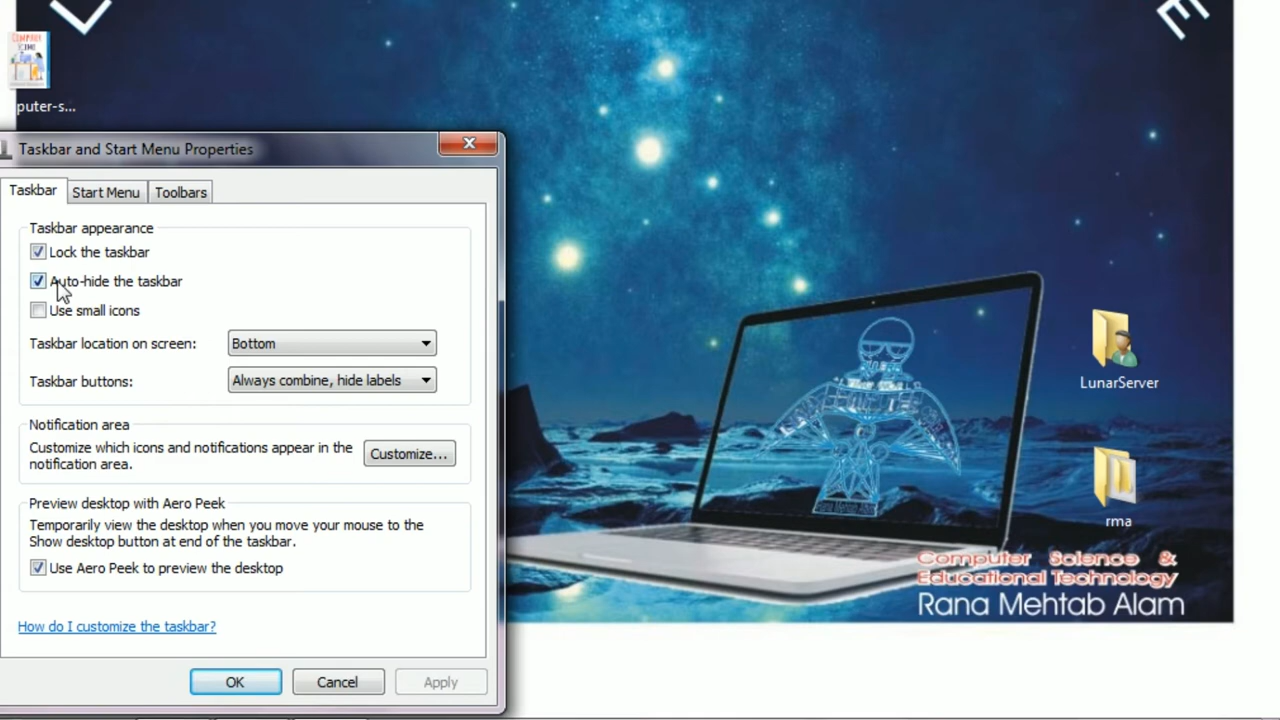 puter-s...
Taskbar and Start Menu Properties
Taskbar
Start Menu
Toolbars
Taskbar appearance
Lock the taskbar
Auto-hide the taskbar
Use small icons
Taskbar location on screen:
Bottom
Taskbar buttons:
Always combine, hide labels
Notification area
Customize which icons and notifications appear in the
notification area.
Customize...
Preview desktop with Aero Peek
Temporarily view the desktop when you move your mouse to the
Show desktop button at end of the taskbar.
Use Aero Peek to preview the desktop
How do I customize the taskbar?
OK
Cancel
Apply
LunarServer
rma
Computer Science &
Educational Technology
Rana Mehtab Alam